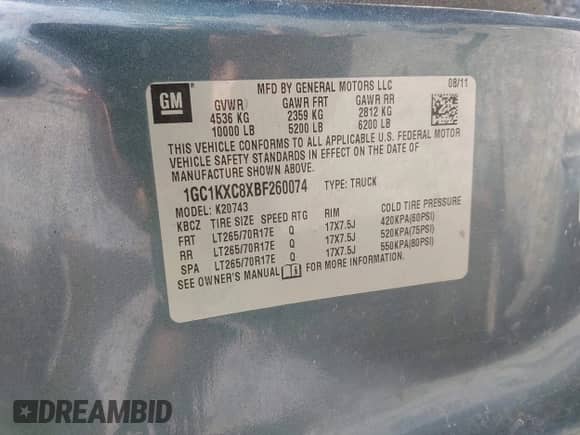 GM
MFD BY GENERAL MOTORS LLC 08/11
GVWR GAWR FRT GAWR RR
4536 KG 2359 KG 2812 KG
10000 LB 5200 LB 6200 LB
THIS VEHICLE CONFORMS TO ALL APPLICABLE U.S. FEDERAL MOTOR
VEHICLE SAFETY STANDARDS IN EFFECT ON THE DATE OF
MANUFACTURE SHOWN ABOVE.
1GC1KXC8XBF260074 TYPE: TRUCK
MODEL: K20743
KBCZ TIRE SIZE SPEED RTG RIM COLD TIRE PRESSURE
FRT LT265/70R17E Q 17X7.5J 420KPA(60PSI)
RR LT265/70R17E Q 17X7.5J 520KPA(75PSI)
SPA LT265/70R17E Q 17X7.5J 550KPA(80PSI)
SEE OWNER'S MANUAL FOR MORE INFORMATION.
DREAMBID